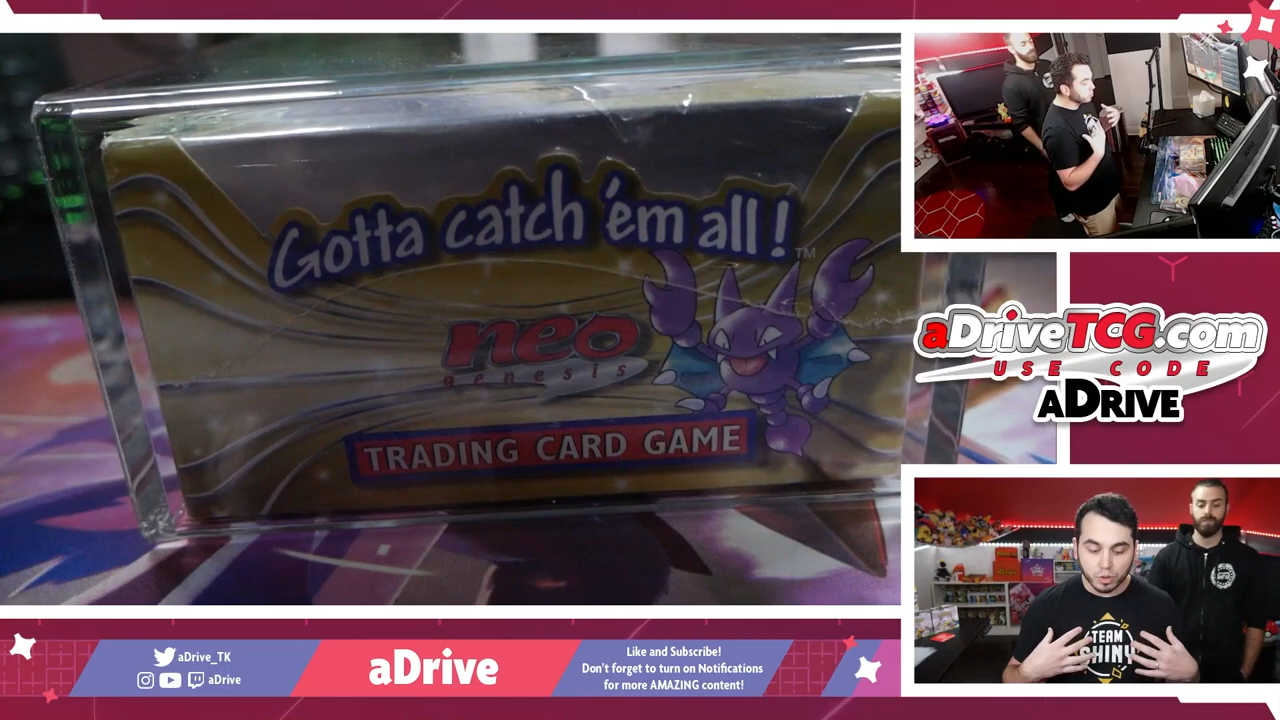 Gotta catch 'em all!™
neo
genesis
TRADING CARD GAME
aDriveTCG.com
USE CODE
aDRIVE
TEAM
SHINY
aDrive_TK
aDrive
aDrive
Like and Subscribe!
Don't forget to turn on Notifications
for more AMAZING content!